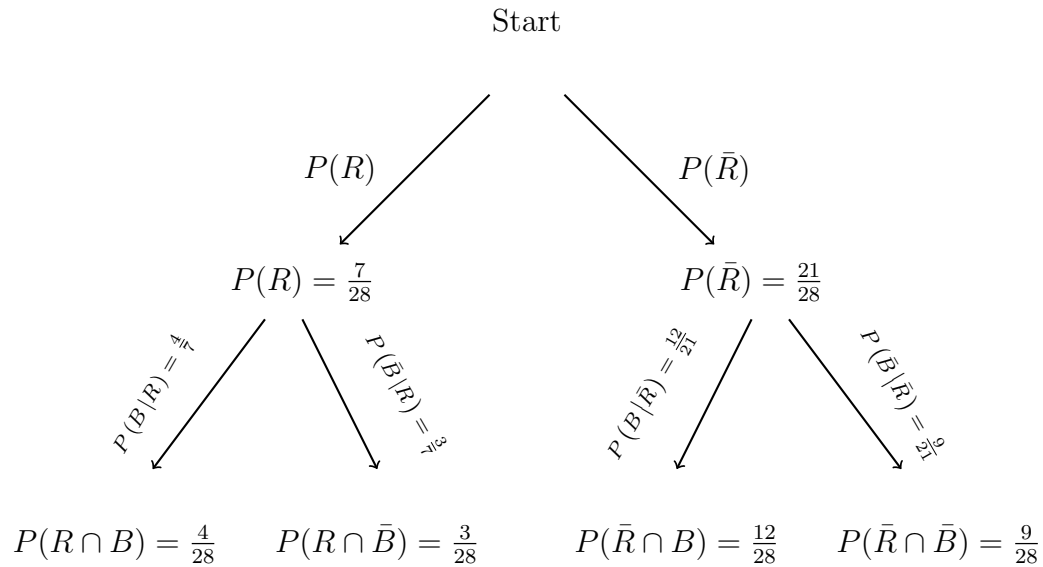 Start
P(R) P(R̄)
P(R) = 7/28 P(R̄) = 21/28
P(B|R) = 4/7 P(B̄|R) = 3/7 P(B|R̄) = 12/21 P(B̄|R̄) = 9/21
P(R ∩ B) = 4/28 P(R ∩ B̄) = 3/28 P(R̄ ∩ B) = 12/28 P(R̄ ∩ B̄) = 9/28